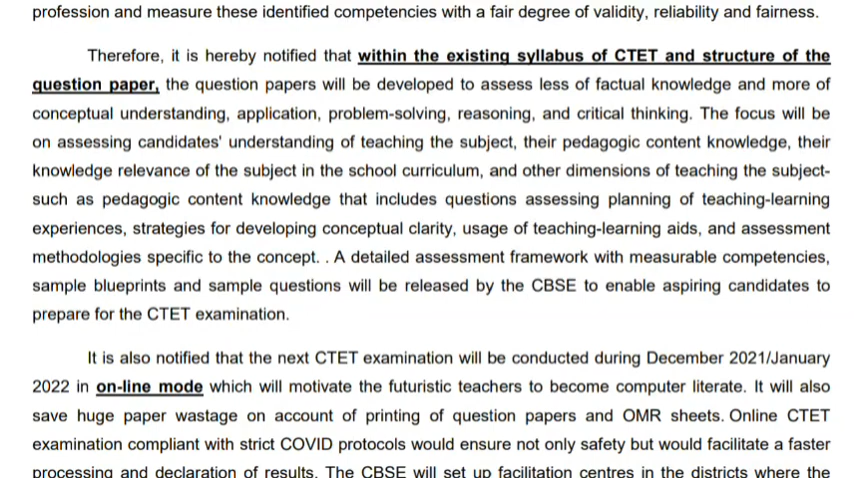 profession and measure these identified competencies with a fair degree of validity, reliability and fairness.
Therefore, it is hereby notified that within the existing syllabus of CTET and structure of the
question paper, the question papers will be developed to assess less of factual knowledge and more of
conceptual understanding, application, problem-solving, reasoning, and critical thinking. The focus will be
on assessing candidates' understanding of teaching the subject, their pedagogic content knowledge, their
knowledge relevance of the subject in the school curriculum, and other dimensions of teaching the subject-
such as pedagogic content knowledge that includes questions assessing planning of teaching-learning
experiences, strategies for developing conceptual clarity, usage of teaching-learning aids, and assessment
methodologies specific to the concept. . A detailed assessment framework with measurable competencies,
sample blueprints and sample questions will be released by the CBSE to enable aspiring candidates to
prepare for the CTET examination.
It is also notified that the next CTET examination will be conducted during December 2021/January
2022 in on-line mode which will motivate the futuristic teachers to become computer literate. It will also
save huge paper wastage on account of printing of question papers and OMR sheets. Online CTET
examination compliant with strict COVID protocols would ensure not only safety but would facilitate a faster
processing and declaration of results. The CBSE will set up facilitation centres in the districts where the